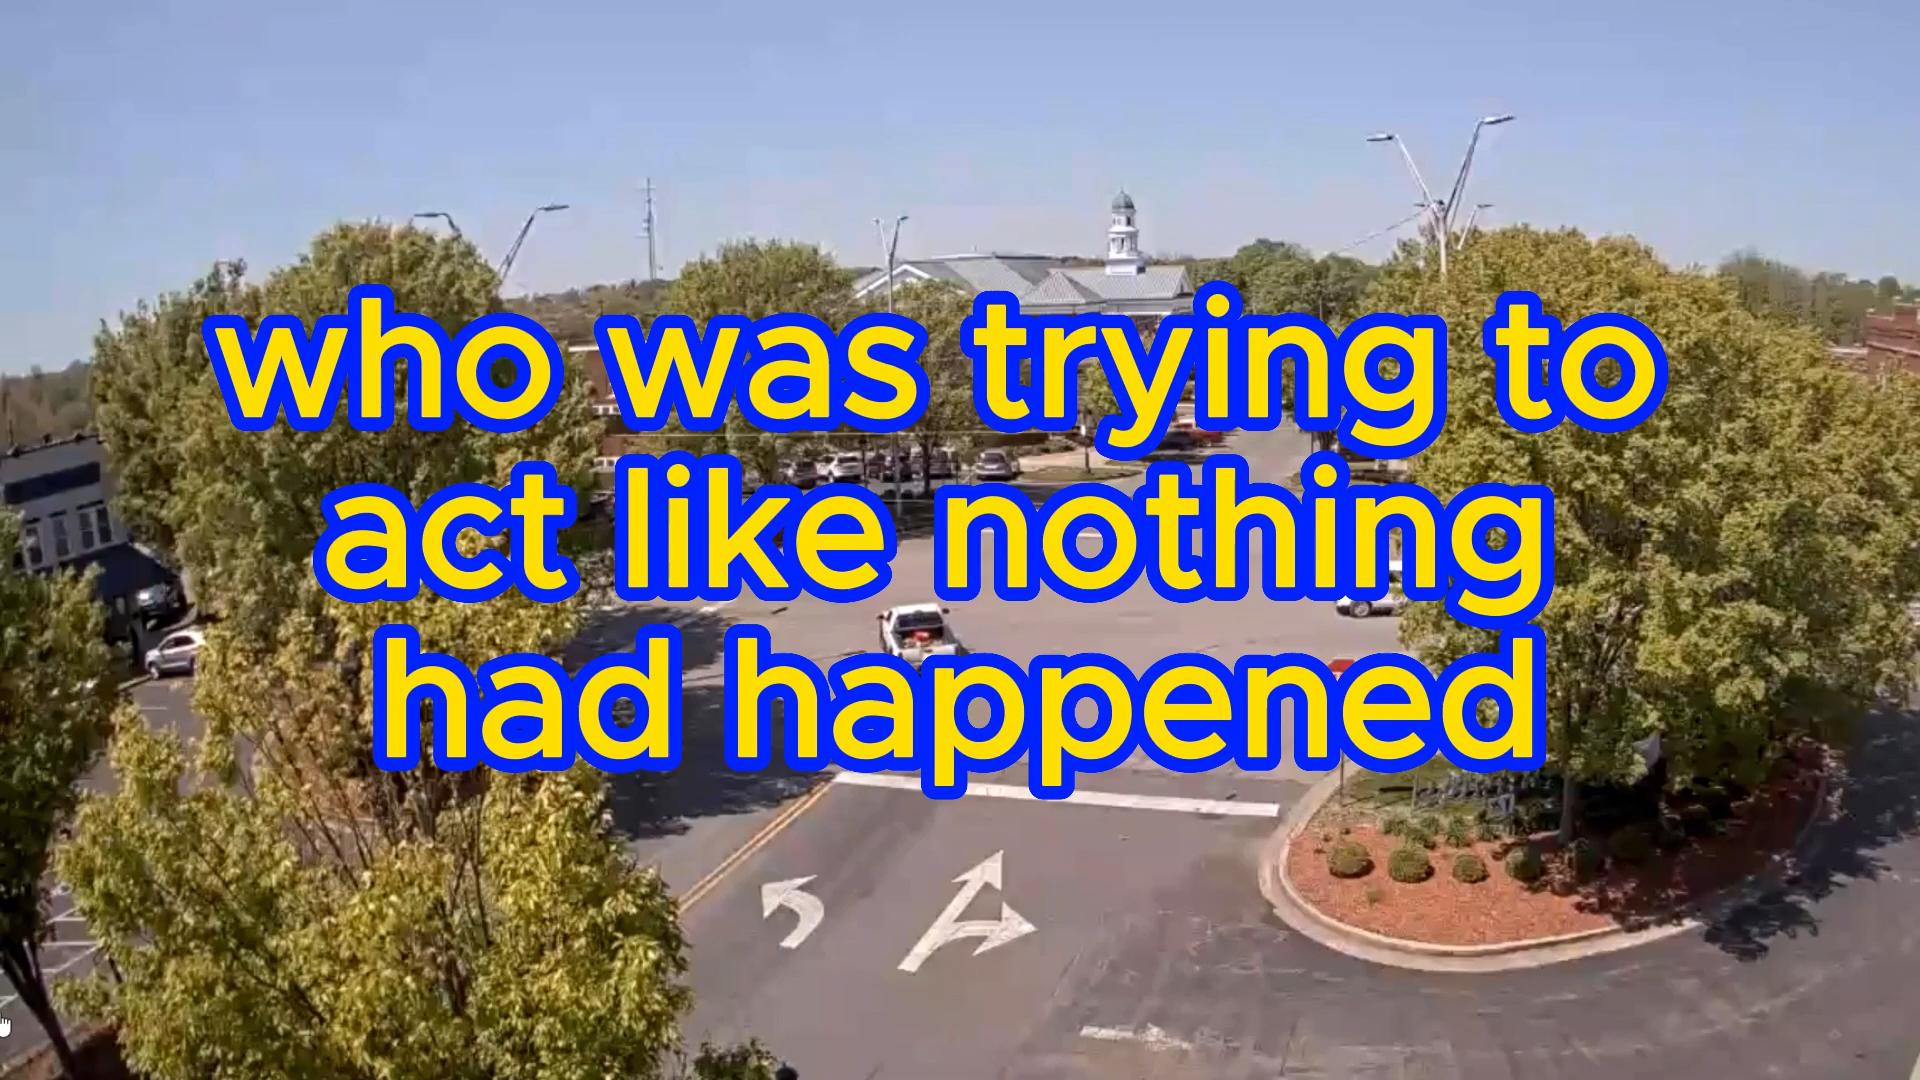 who was trying to
act like nothing
had happened